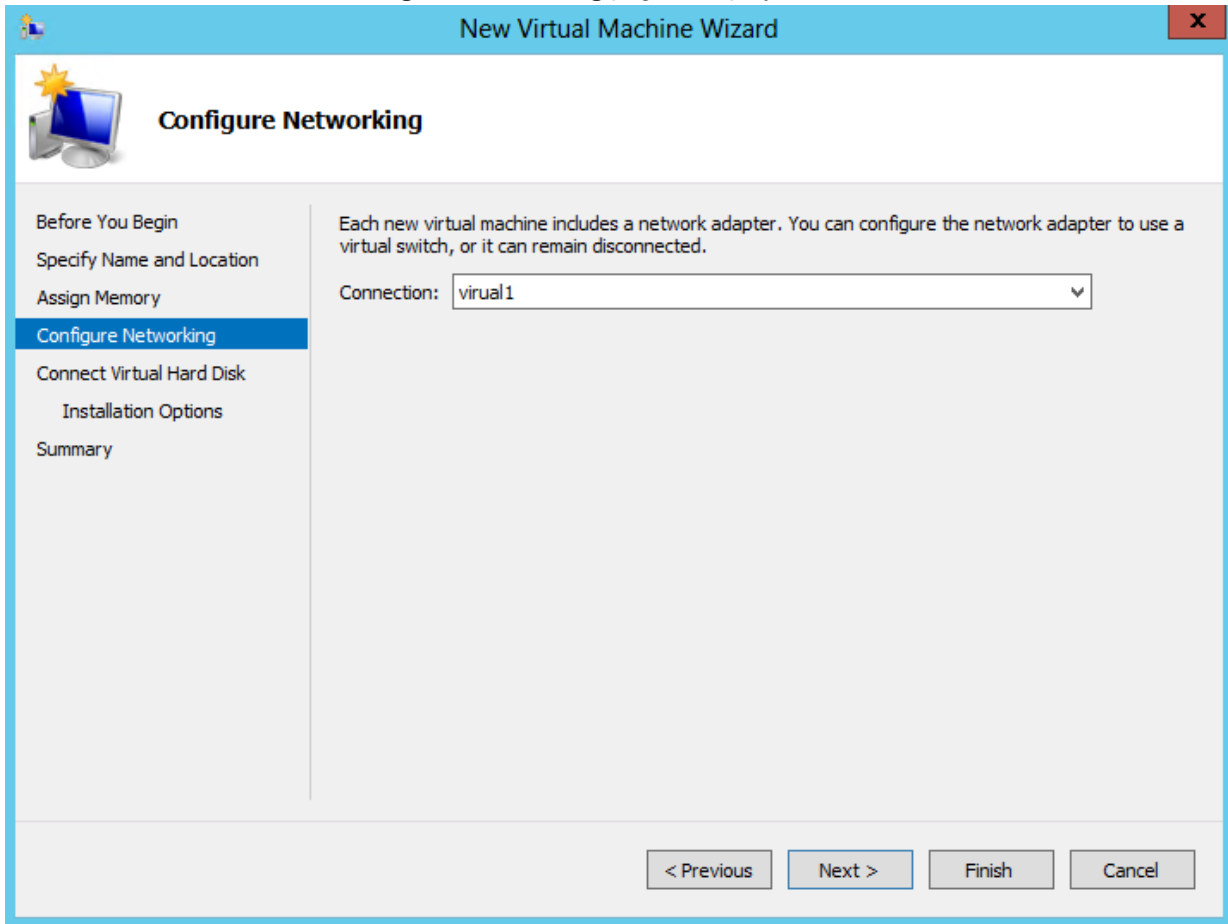 New Virtual Machine Wizard
x
Configure Networking
Before You Begin
Specify Name and Location
Assign Memory
Configure Networking
Connect Virtual Hard Disk
Installation Options
Summary
Each new virtual machine includes a network adapter. You can configure the network adapter to use a
virtual switch, or it can remain disconnected.
Connection: virual1
< Previous Next > Finish Cancel